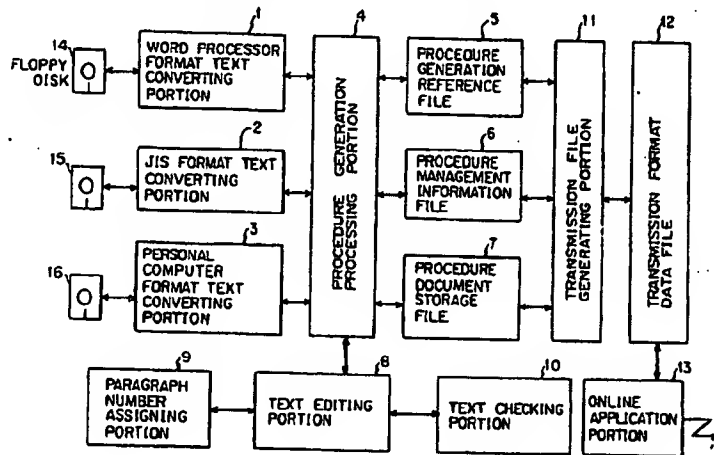 14
FLOPPY
DISK
1
WORD PROCESSOR
FORMAT TEXT
CONVERTING
PORTION
4
PROCEDURE GENERATION
PROCESSING PORTION
5
PROCEDURE
GENERATION
REFERENCE
FILE
11
TRANSMISSION FILE
GENERATING PORTION
12
TRANSMISSION FORMAT
DATA FILE
15
2
JIS FORMAT TEXT
CONVERTING
PORTION
6
PROCEDURE
MANAGEMENT
INFORMATION
FILE
16
3
PERSONAL
COMPUTER
FORMAT TEXT
CONVERTING
PORTION
7
PROCEDURE
DOCUMENT
STORAGE
FILE
9
PARAGRAPH
NUMBER
ASSIGNING
PORTION
8
TEXT EDITING
PORTION
10
TEXT CHECKING
PORTION
13
ONLINE
APPLICATION
PORTION